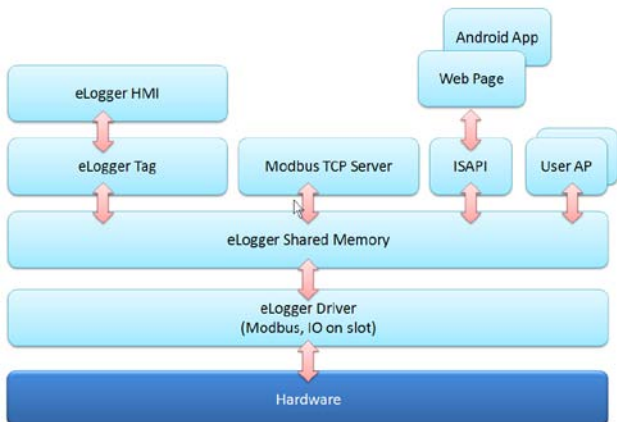 Android App
Web Page
eLogger HMI
eLogger Tag
Modbus TCP Server
ISAPI
User AP
eLogger Shared Memory
eLogger Driver
(Modbus, IO on slot)
Hardware